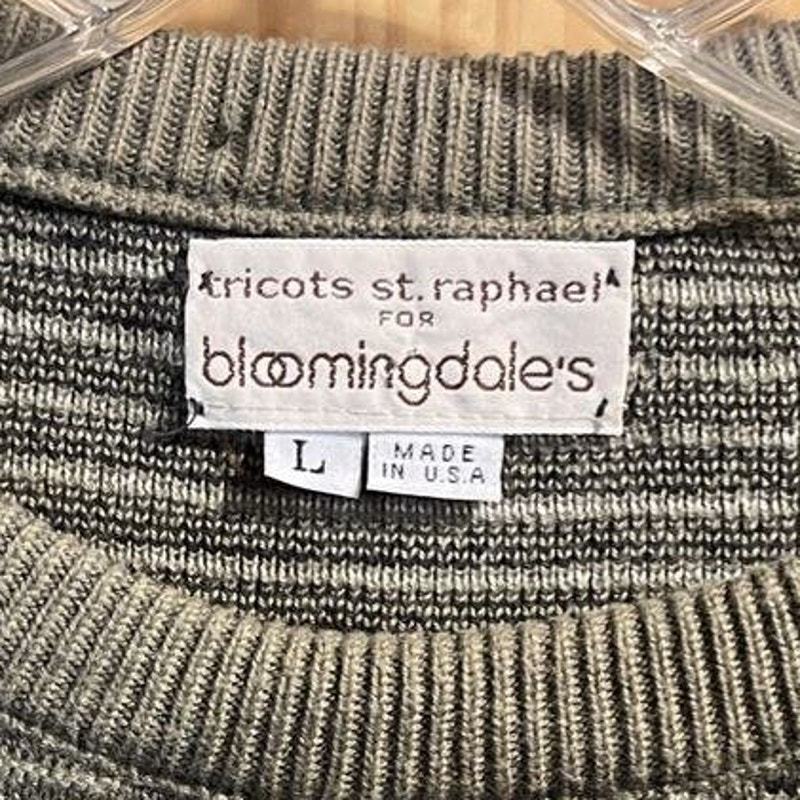 tricots st. raphael
FOR
bloomingdale's
L
MADE
IN U.S.A